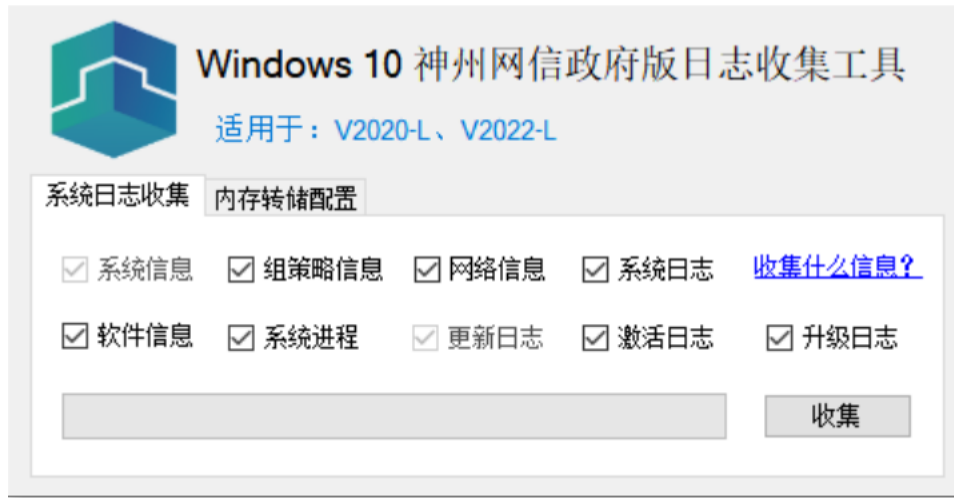 Windows 10 神州网信政府版日志收集工具
适用于：V2020-L、V2022-L
系统日志收集 内存转储配置
系统信息 组策略信息 网络信息 系统日志 收集什么信息？
软件信息 系统进程 更新日志 激活日志 升级日志
收集